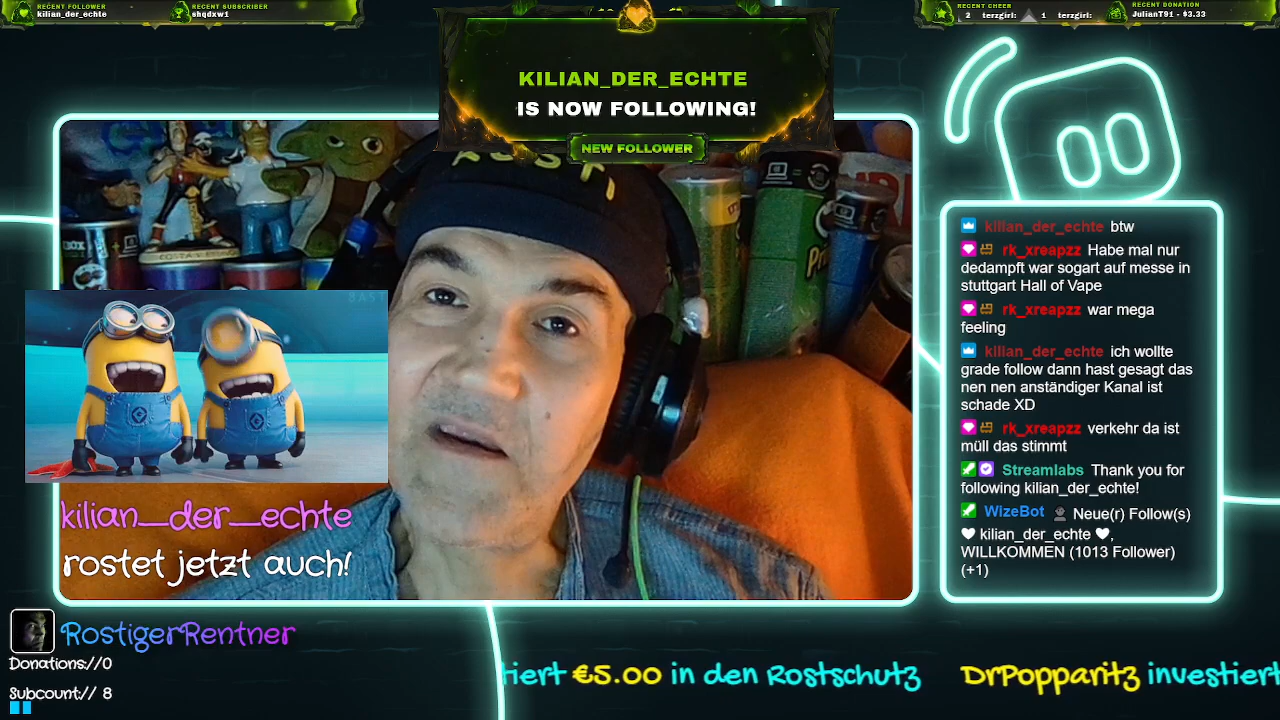 RECENT FOLLOWER
kilian_der_echte
RECENT SUBSCRIBER
shqdxw1
RECENT CHEER
2 terzgirl: 1 terzgirl:
RECENT DONATION
JulianT91 - $3.33
KILIAN_DER_ECHTE
IS NOW FOLLOWING!
NEW FOLLOWER
kilian_der_echte btw
rk_xreapzz Habe mal nur
dedampft war sogart auf messe in
stuttgart Hall of Vape
rk_xreapzz war mega
feeling
kilian_der_echte ich wollte
grade follow dann hast gesagt das
nen nen anständiger Kanal ist
schade XD
rk_xreapzz verkehr da ist
müll das stimmt
Streamlabs Thank you for
following kilian_der_echte!
WizeBot Neue(r) Follow(s)
kilian_der_echte ,
WILLKOMMEN (1013 Follower)
(+1)
kilian_der_echte
rostet jetzt auch!
RostigerRentner
Donations://0
Subcount// 8
tiert €5.00 in den Rostschutz DrPopparitz investiert